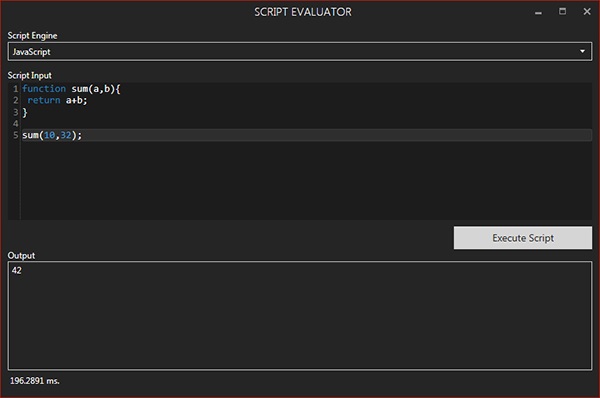 SCRIPT EVALUATOR
Script Engine
JavaScript
Script Input
1 function sum(a,b){
2  return a+b;
3 }
4
5 sum(10,32);
Execute Script
Output
42
196.2891 ms.